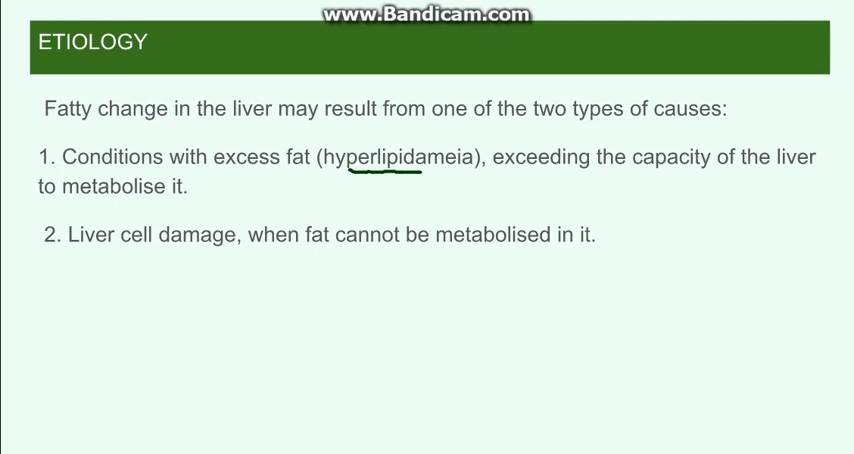 www.Bandicam.com
ETIOLOGY
Fatty change in the liver may result from one of the two types of causes:
1. Conditions with excess fat (hyperlipidameia), exceeding the capacity of the liver
to metabolise it.
2. Liver cell damage, when fat cannot be metabolised in it.